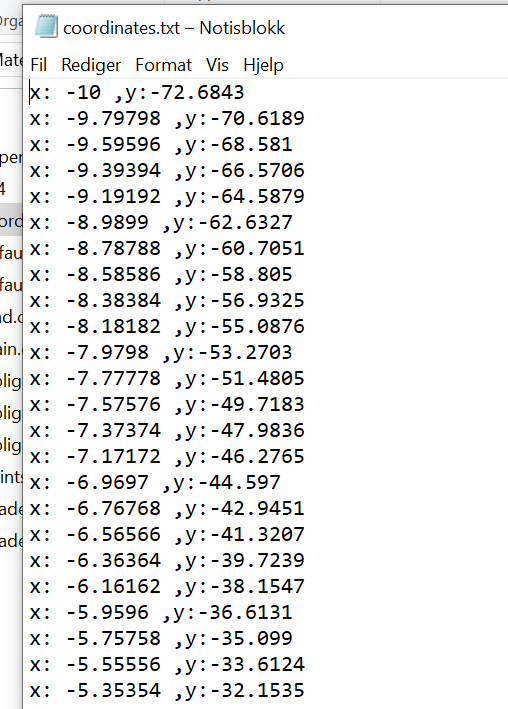 coordinates.txt – Notisblokk
Fil Rediger Format Vis Hjelp
x: -10 ,y:-72.6843
x: -9.79798 ,y:-70.6189
x: -9.59596 ,y:-68.581
x: -9.39394 ,y:-66.5706
x: -9.19192 ,y:-64.5879
x: -8.9899 ,y:-62.6327
x: -8.78788 ,y:-60.7051
x: -8.58586 ,y:-58.805
x: -8.38384 ,y:-56.9325
x: -8.18182 ,y:-55.0876
x: -7.9798 ,y:-53.2703
x: -7.77778 ,y:-51.4805
x: -7.57576 ,y:-49.7183
x: -7.37374 ,y:-47.9836
x: -7.17172 ,y:-46.2765
x: -6.9697 ,y:-44.597
x: -6.76768 ,y:-42.9451
x: -6.56566 ,y:-41.3207
x: -6.36364 ,y:-39.7239
x: -6.16162 ,y:-38.1547
x: -5.9596 ,y:-36.6131
x: -5.75758 ,y:-35.099
x: -5.55556 ,y:-33.6124
x: -5.35354 ,y:-32.1535